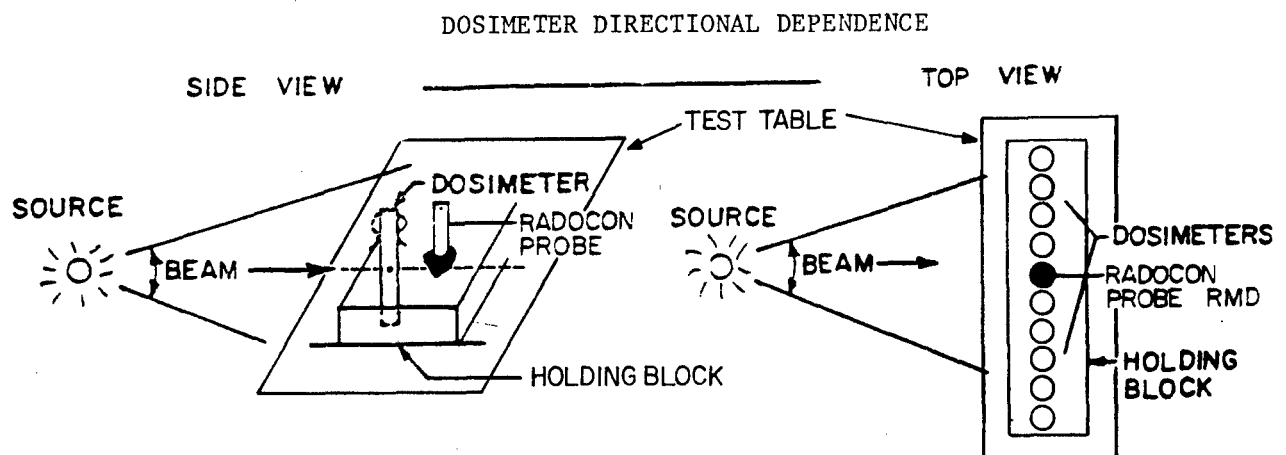 DOSIMETER DIRECTIONAL DEPENDENCE
SIDE VIEW
TOP VIEW
TEST TABLE
SOURCE
BEAM
DOSIMETER
RADOCON
PROBE
HOLDING BLOCK
SOURCE
BEAM
DOSIMETERS
RADOCON
PROBE RMD
HOLDING
BLOCK